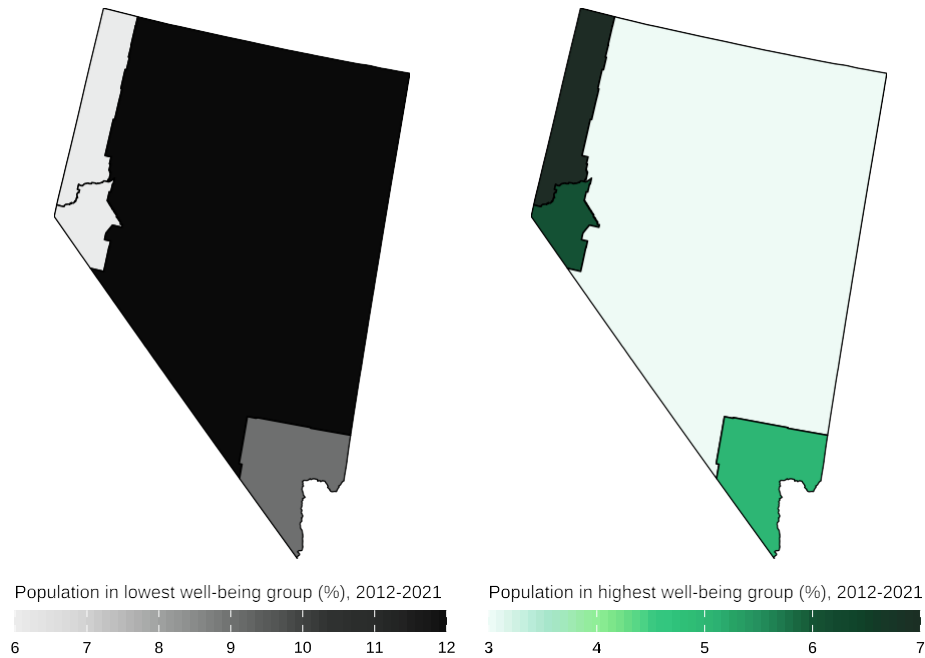 Population in lowest well-being group (%), 2012-2021
6 7 8 9 10 11 12
Population in highest well-being group (%), 2012-2021
3 4 5 6 7